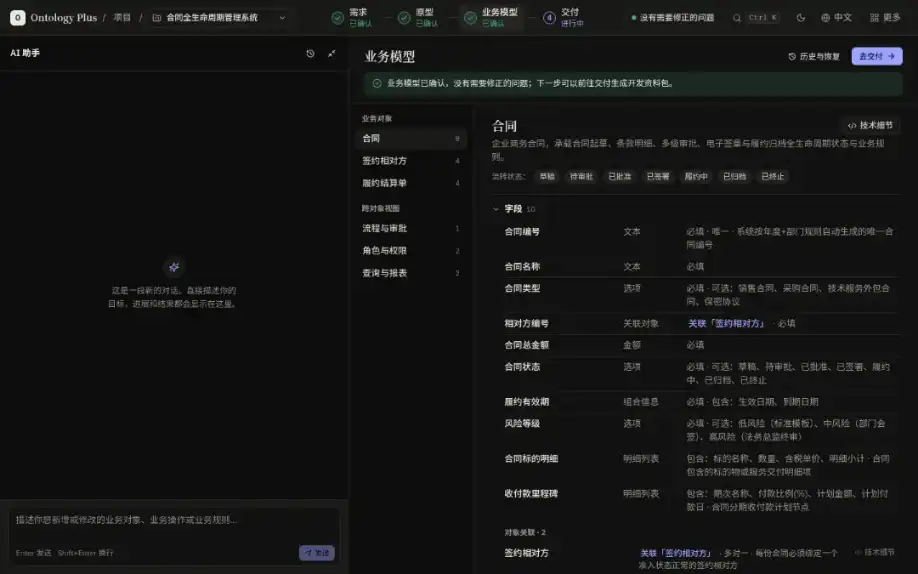 Ontology Plus / 项目 / 合同全生命周期管理系统
需求 已确认
原型 已确认
业务模型 已确认
4 交付 进行中
没有需要修正的问题
Ctrl K
中文
更多
AI 助手
业务模型
历史与恢复
去交付 →
业务模型已确认，没有需要修正的问题；下一步可以前往交付生成开发资料包。
业务对象
合同 9
签约相对方 4
履约结算单 4
跨对象视图
流程与审批 1
角色与权限 2
查询与报表 2
合同
技术细节
企业商务合同，承载合同起草、条款明细、多级审批、电子签章与履约归档全生命周期状态与业务规则。
流转状态： 草稿 待审批 已批准 已签署 履约中 已归档 已终止
字段 10
合同编号 文本 必填 · 唯一 · 系统按年度+部门规则自动生成的唯一合同编号
合同名称 文本 必填
合同类型 选项 必填 · 可选：销售合同、采购合同、技术服务外包合同、保密协议
相对方编号 关联对象 关联「签约相对方」 · 必填
合同总金额 金额 必填
合同状态 选项 必填 · 可选：草稿、待审批、已批准、已签署、履约中、已归档、已终止
履约有效期 组合信息 必填 · 包含：生效日期、到期日期
风险等级 选项 必填 · 可选：低风险（标准模板）、中风险（部门会签）、高风险（法务总监终审）
合同标的明细 明细列表 包含：标的名称、数量、含税单价、明细小计 · 合同包含的标的物或服务交付明细项
收付款里程碑 明细列表 包含：期次名称、付款比例(%)、计划金额、计划付款日 · 合同分期收付款计划节点
对象关联 · 2
签约相对方 关联「签约相对方」 · 多对一 · 每份合同必须绑定一个准入状态正常的签约相对方
技术细节
这是一段新的对话。直接描述你的
目标，进展和结果都会显示在这里。
描述你想新增或修改的业务对象、业务操作或业务规则...
Enter 发送 Shift+Enter 换行
发送